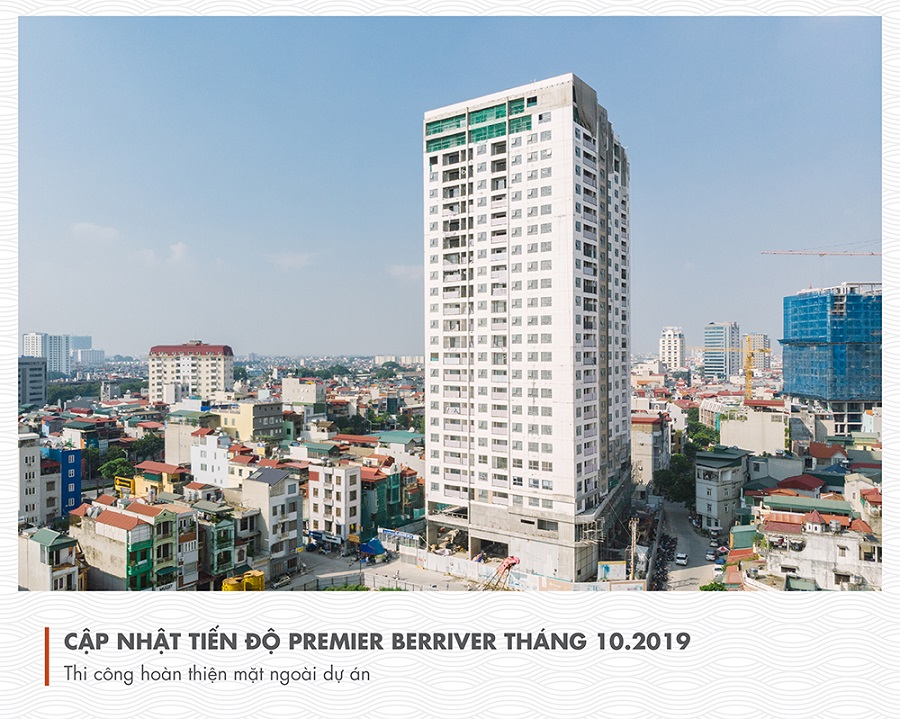 CẬP NHẬT TIẾN ĐỘ PREMIER BERRIVER THÁNG 10.2019
Thi công hoàn thiện mặt ngoài dự án